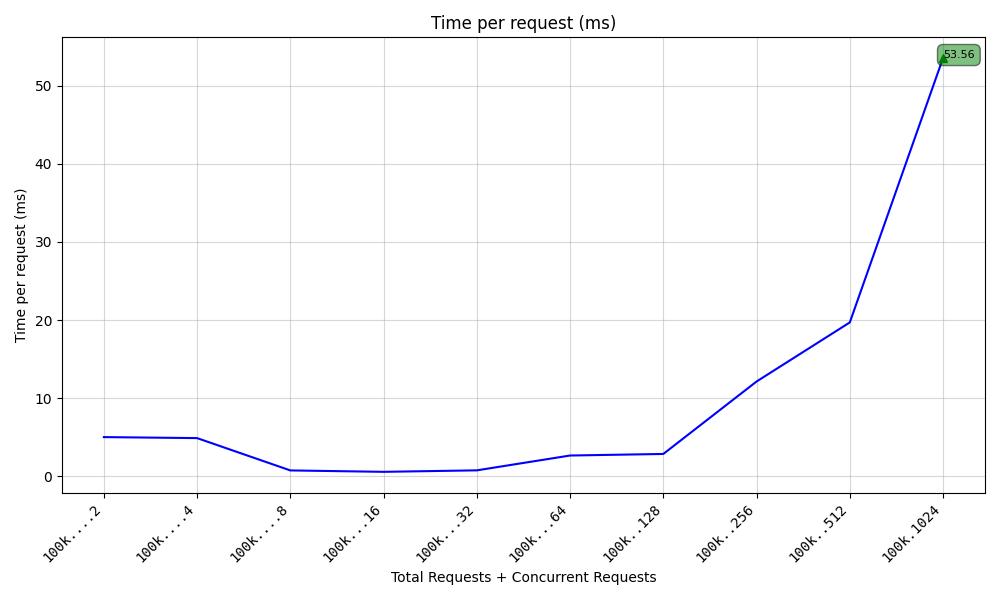 Time per request (ms)
53.56
Time per request (ms)
50
40
30
20
10
0
100k....2
100k....4
100k....8
100k...16
100k...32
100k...64
100k..128
100k..256
100k..512
100k.1024
Total Requests + Concurrent Requests